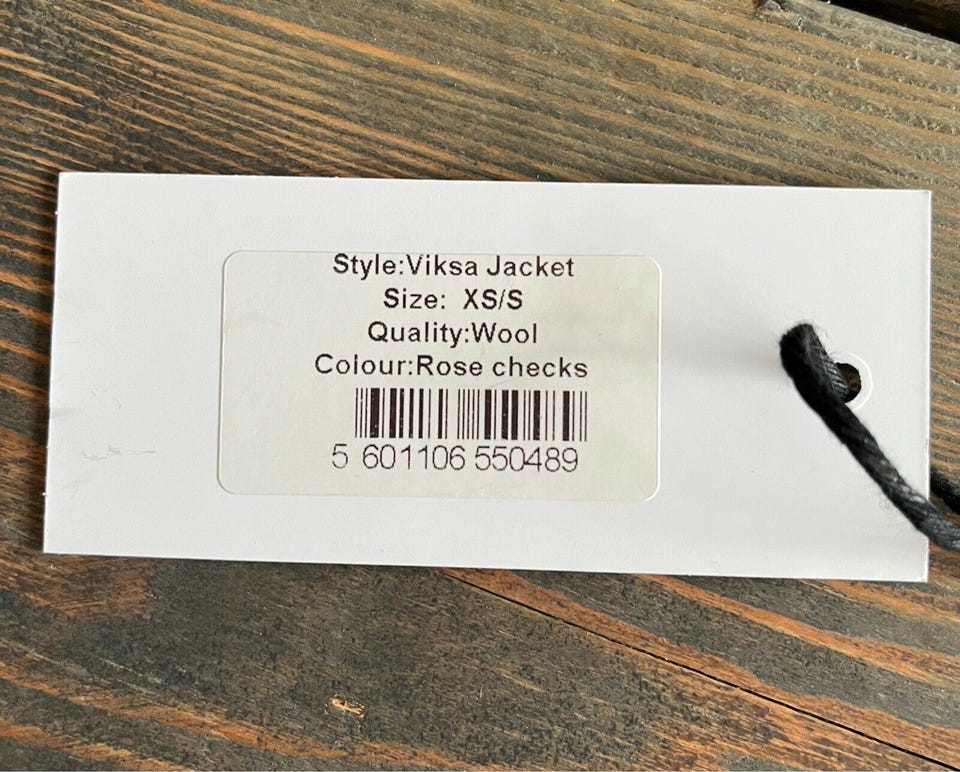 Style:Viksa Jacket
Size: XS/S
Quality:Wool
Colour:Rose checks
5 601106 550489